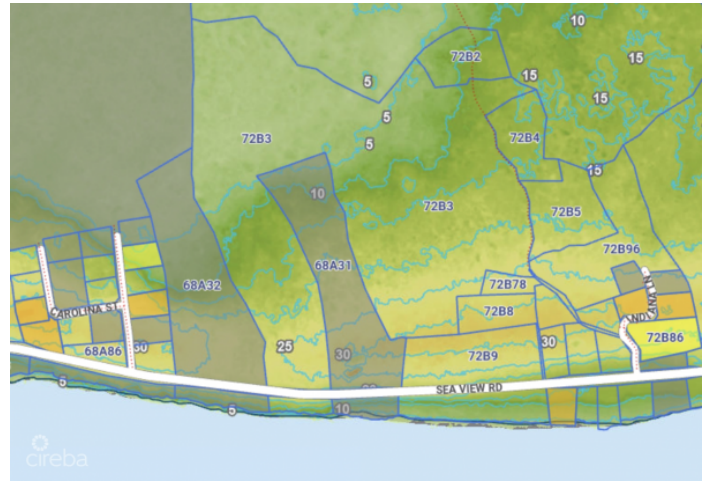 10
72B2
15
5
15
5
72B3
72B4
5
15
10
72B3
72B5
72B96
68A31
68A32
72B78
CAROLINA ST
72B8
72B86
30
25
30
72B9
30
68A86
SEA VIEW RD
5
5
10
cireba